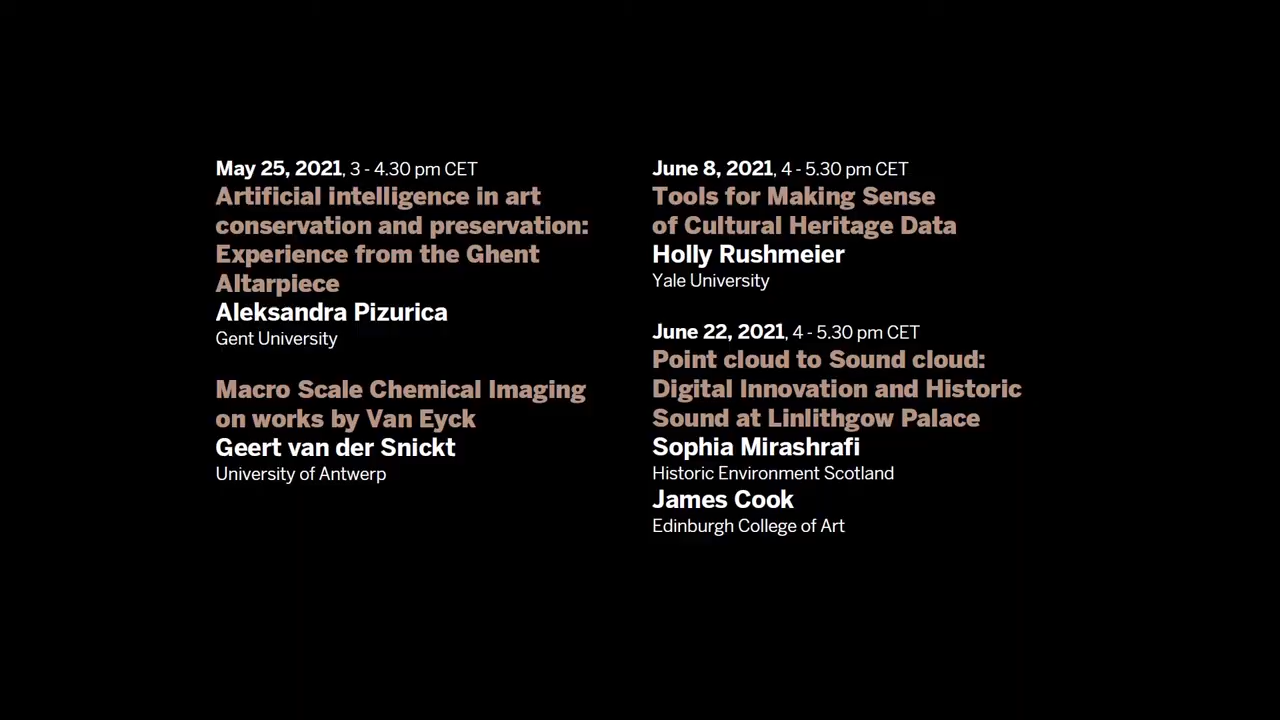 May 25, 2021, 3 - 4.30 pm CET
Artificial intelligence in art
conservation and preservation:
Experience from the Ghent
Altarpiece
Aleksandra Pizurica
Gent University
Macro Scale Chemical Imaging
on works by Van Eyck
Geert van der Snickt
University of Antwerp
June 8, 2021, 4 - 5.30 pm CET
Tools for Making Sense
of Cultural Heritage Data
Holly Rushmeier
Yale University
June 22, 2021, 4 - 5.30 pm CET
Point cloud to Sound cloud:
Digital Innovation and Historic
Sound at Linlithgow Palace
Sophia Mirashrafi
Historic Environment Scotland
James Cook
Edinburgh College of Art